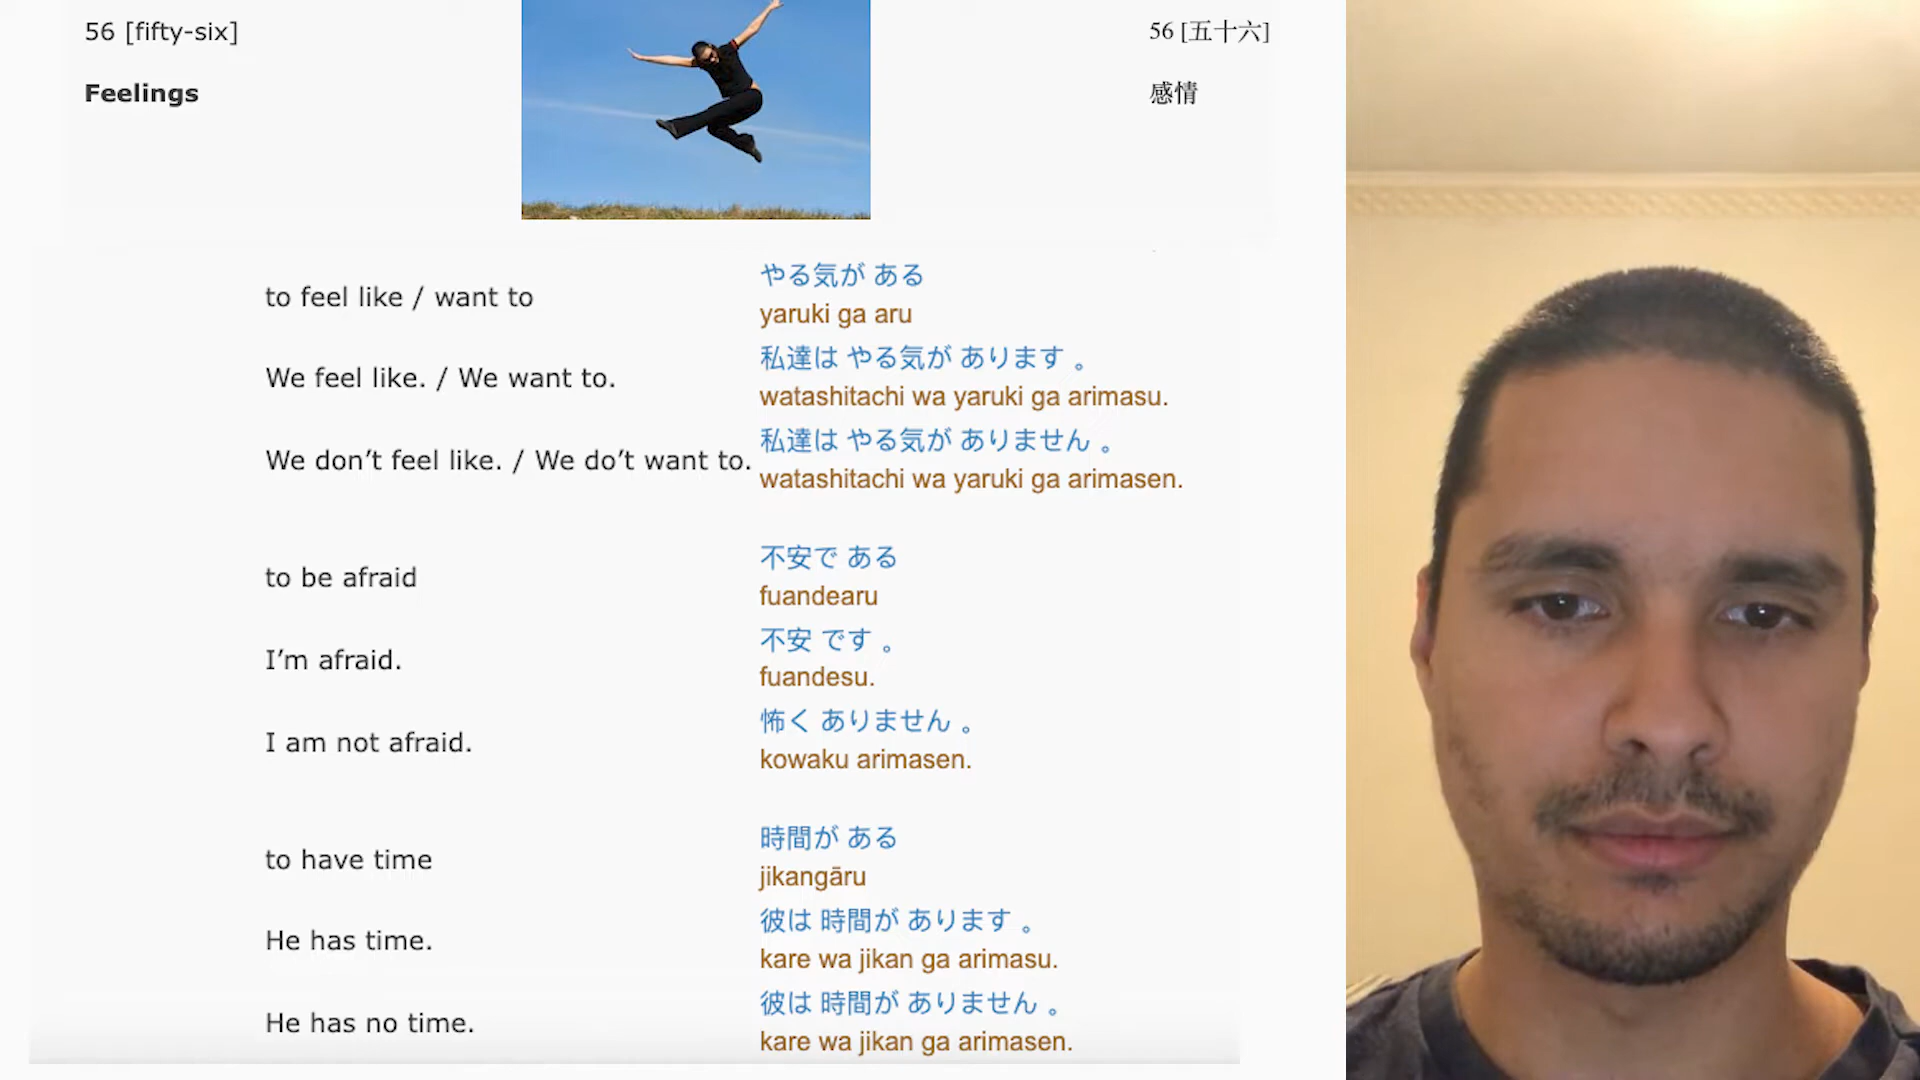 56 [fifty-six]
56 [五十六]
Feelings
感情
to feel like / want to
やる気が ある
yaruki ga aru
We feel like. / We want to.
私達は やる気が あります 。
watashitachi wa yaruki ga arimasu.
We don’t feel like. / We do’t want to.
私達は やる気が ありません 。
watashitachi wa yaruki ga arimasen.
to be afraid
不安で ある
fuandearu
I’m afraid.
不安 です 。
fuandesu.
I am not afraid.
怖く ありません 。
kowaku arimasen.
to have time
時間が ある
jikangāru
He has time.
彼は 時間が あります 。
kare wa jikan ga arimasu.
He has no time.
彼は 時間が ありません 。
kare wa jikan ga arimasen.